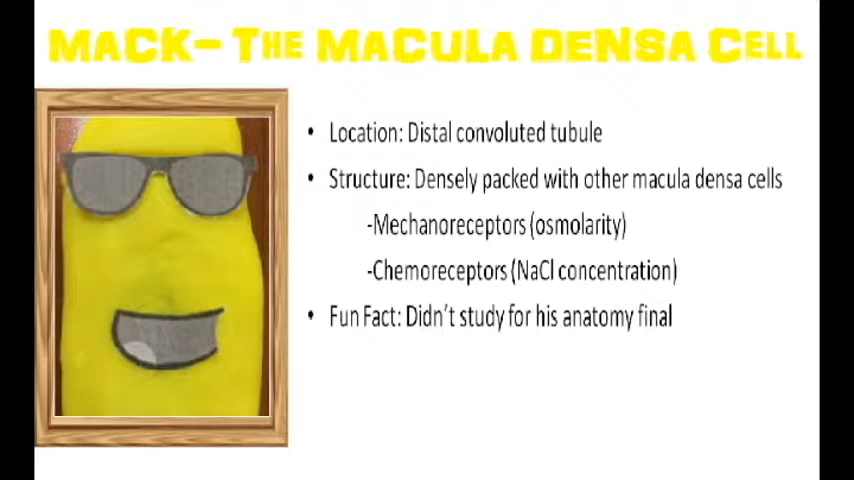 Mack- The Macula Densa Cell
• Location: Distal convoluted tubule
• Structure: Densely packed with other macula densa cells
-Mechanoreceptors (osmolarity)
-Chemoreceptors (NaCl concentration)
• Fun Fact: Didn't study for his anatomy final